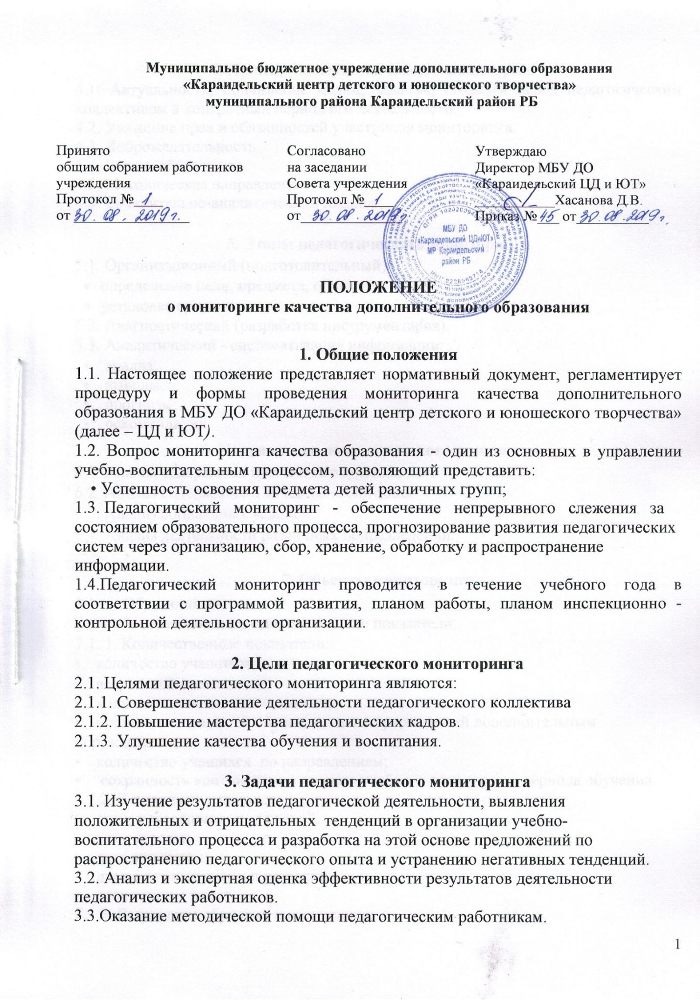 Муниципальное бюджетное учреждение дополнительного образования
«Караидельский центр детского и юношеского творчества»
муниципального района Караидельский район РБ
Принято
общим собранием работников
учреждения
Протокол № 1
от 30. 08. 2019 г.
Согласовано
на заседании
Совета учреждения
Протокол № 1
от 30. 08. 2019 г.
Утверждаю
Директор МБУ ДО
«Караидельский ЦД и ЮТ»
Хасанова Д.В.
Приказ № 45 от 30.08.2019 г.
МБУ ДО
«Караидельский ЦДиЮТ»
МР Караидельский
район РБ
ПОЛОЖЕНИЕ
о мониторинге качества дополнительного образования
1. Общие положения
1.1. Настоящее положение представляет нормативный документ, регламентирует
процедуру и формы проведения мониторинга качества дополнительного
образования в МБУ ДО «Караидельский центр детского и юношеского творчества»
(далее – ЦД и ЮТ).
1.2. Вопрос мониторинга качества образования - один из основных в управлении
учебно-воспитательным процессом, позволяющий представить:
• Успешность освоения предмета детей различных групп;
1.3. Педагогический мониторинг - обеспечение непрерывного слежения за
состоянием образовательного процесса, прогнозирование развития педагогических
систем через организацию, сбор, хранение, обработку и распространение
информации.
1.4.Педагогический мониторинг проводится в течение учебного года в
соответствии с программой развития, планом работы, планом инспекционно -
контрольной деятельности организации.
2. Цели педагогического мониторинга
2.1. Целями педагогического мониторинга являются:
2.1.1. Совершенствование деятельности педагогического коллектива
2.1.2. Повышение мастерства педагогических кадров.
2.1.3. Улучшение качества обучения и воспитания.
3. Задачи педагогического мониторинга
3.1. Изучение результатов педагогической деятельности, выявления
положительных и отрицательных тенденций в организации учебно-
воспитательного процесса и разработка на этой основе предложений по
распространению педагогического опыта и устранению негативных тенденций.
3.2. Анализ и экспертная оценка эффективности результатов деятельности
педагогических работников.
3.3.Оказание методической помощи педагогическим работникам.
1